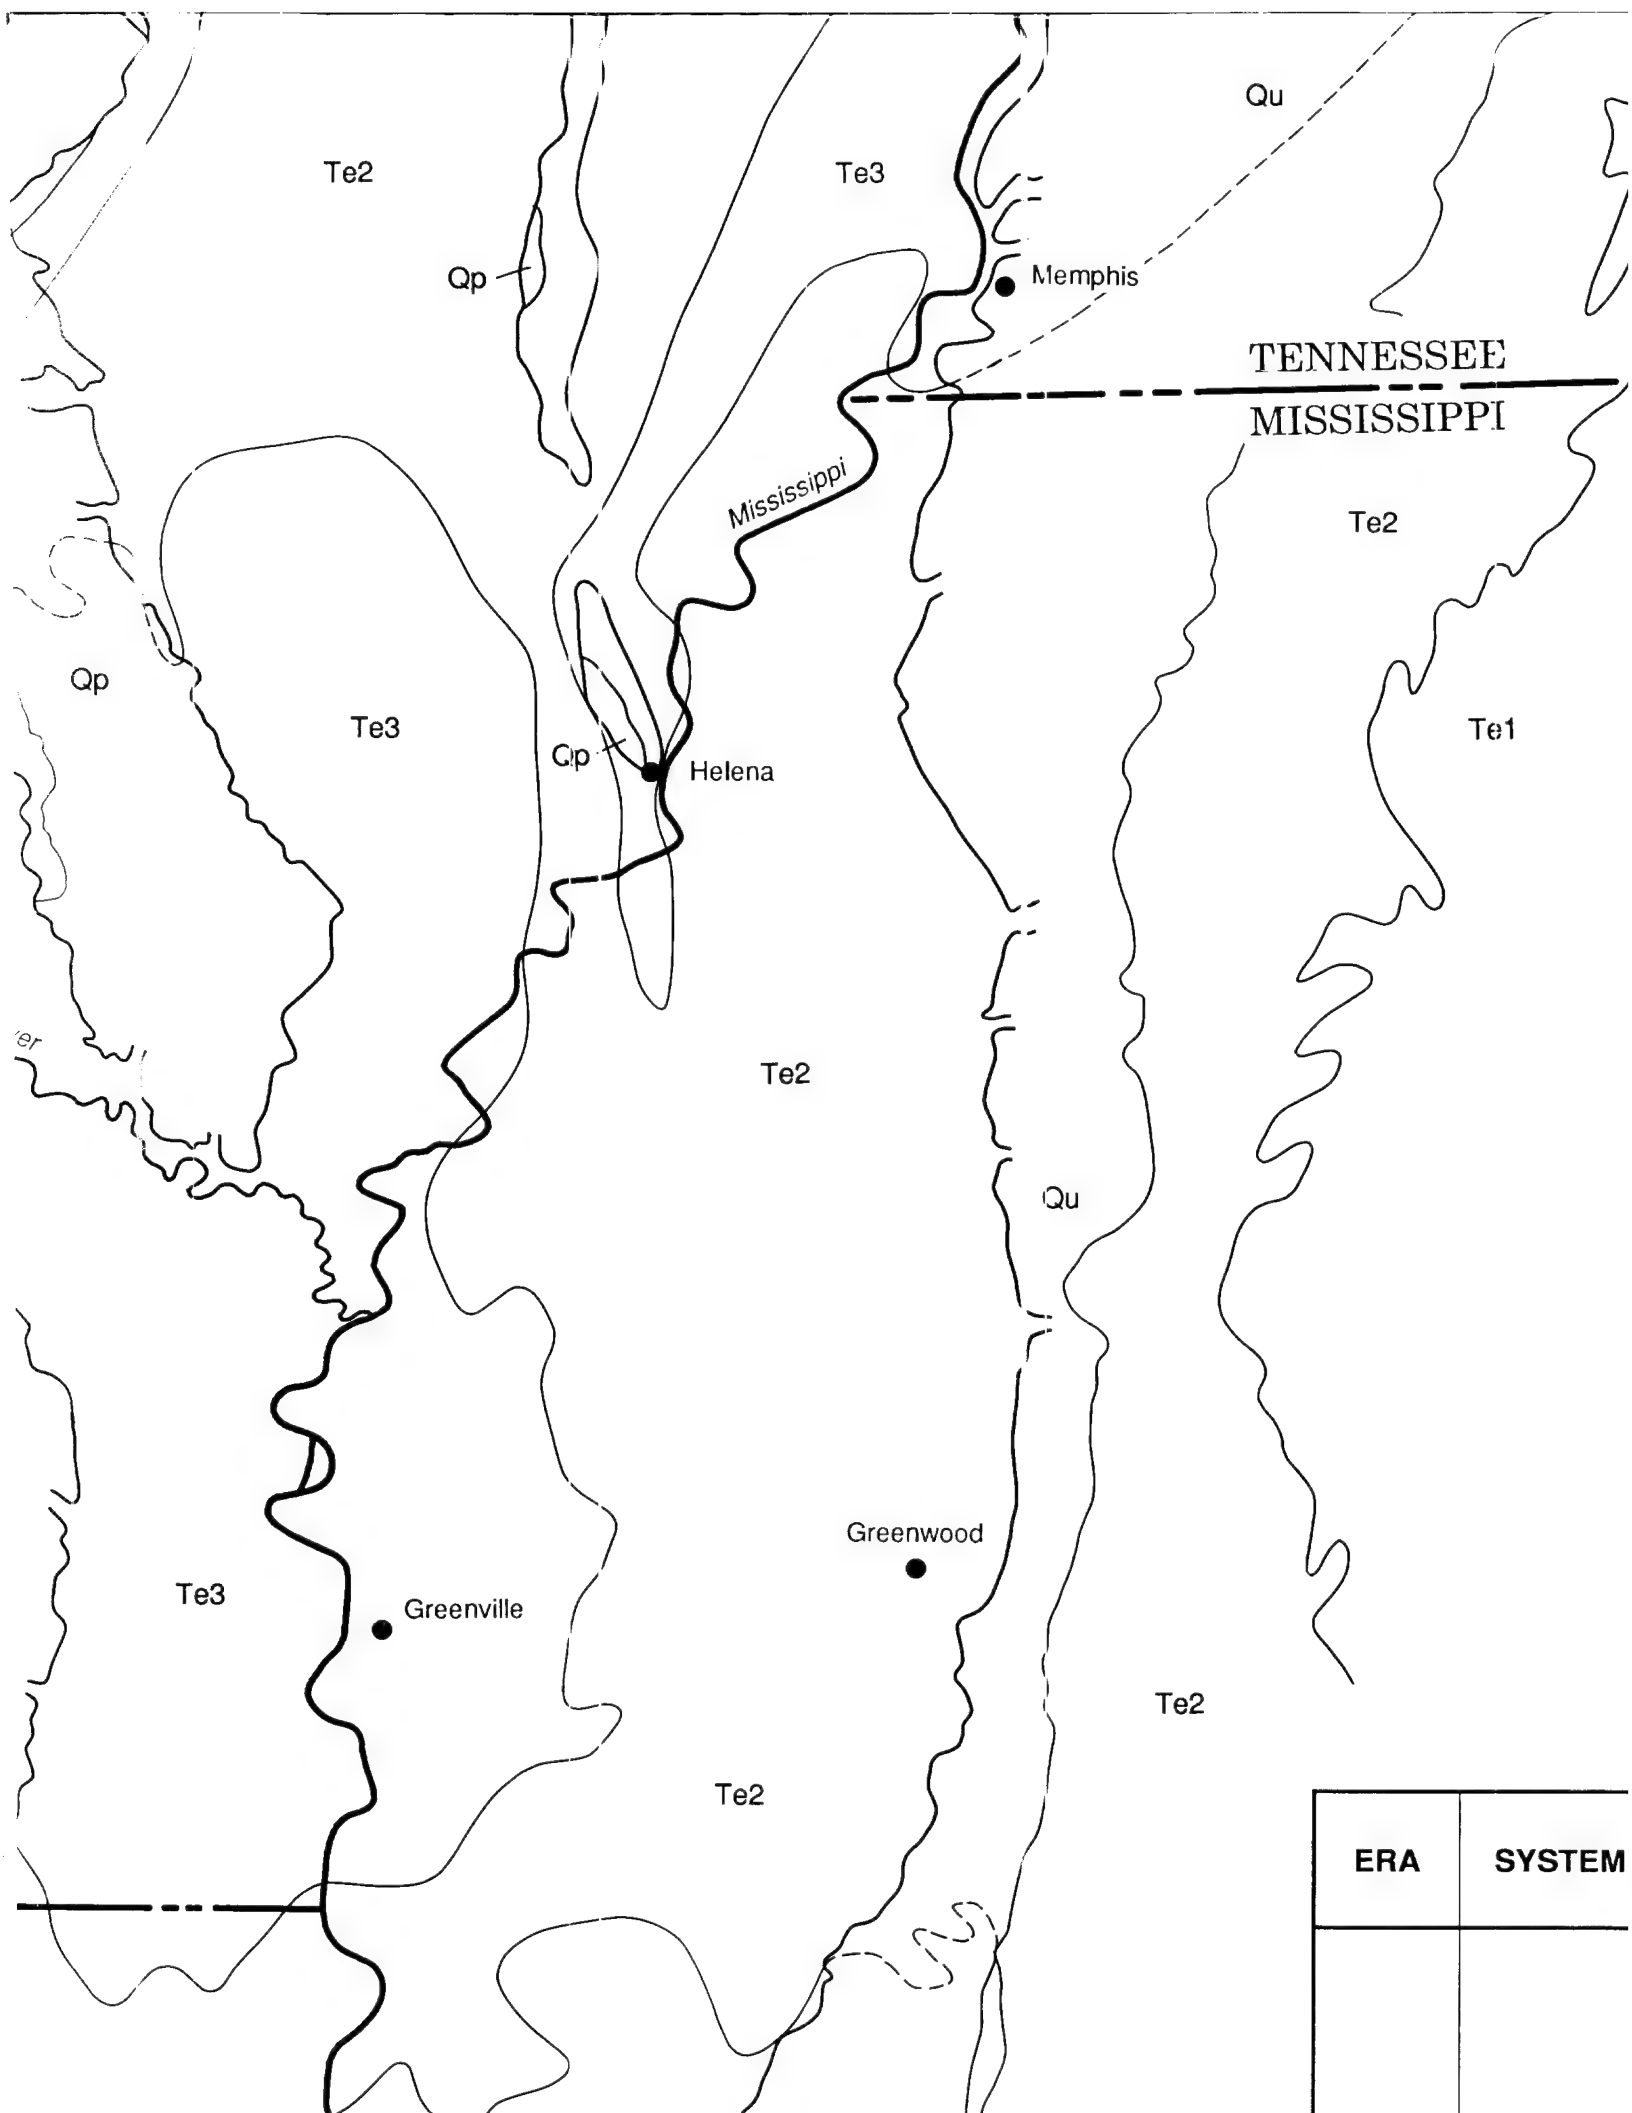 Qu
Te2
Te3
Qp
Memphis
TENNESSEE
MISSISSIPPI
Mississippi
Te2
Qp
Te3
Te1
Qp
Helena
er
Te2
Qu
Greenwood
Te3
Greenville
Te2
Te2
ERA
SYSTEM